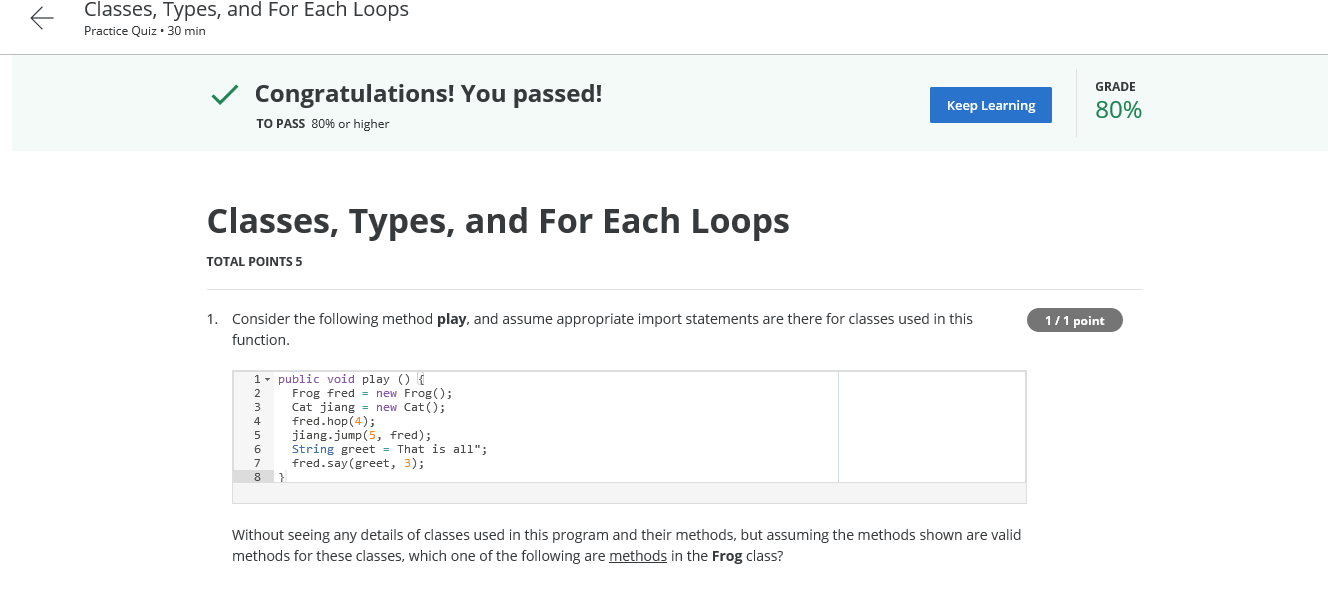 Classes, Types, and For Each Loops
Practice Quiz • 30 min
Congratulations! You passed!
TO PASS 80% or higher
Keep Learning
GRADE
80%
Classes, Types, and For Each Loops
TOTAL POINTS 5
1. Consider the following method play, and assume appropriate import statements are there for classes used in this
function.
1 / 1 point
1 public void play () {
2 Frog fred = new Frog();
3 Cat jiang = new Cat();
4 fred.hop(4);
5 jiang.jump(5, fred);
6 String greet = That is all";
7 fred.say(greet, 3);
8 }
Without seeing any details of classes used in this program and their methods, but assuming the methods shown are valid
methods for these classes, which one of the following are methods in the Frog class?